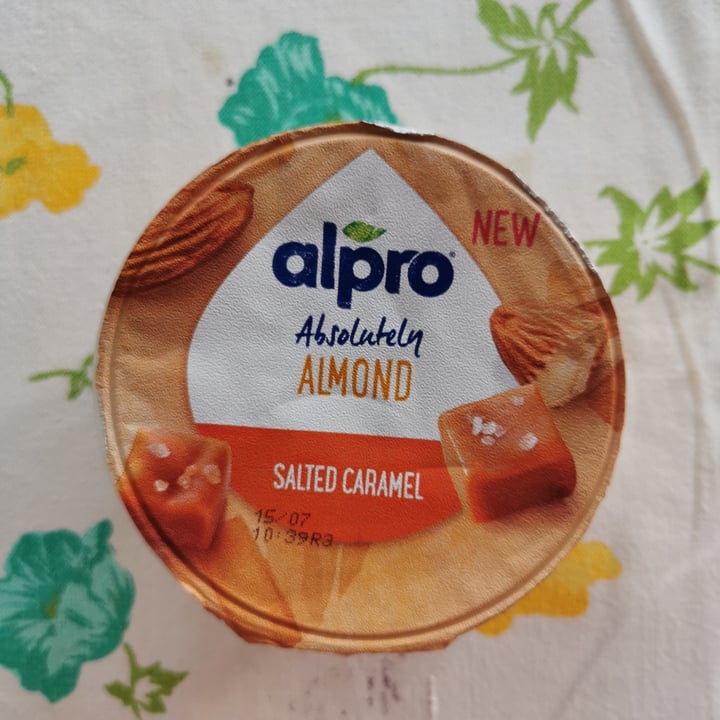 NEW
alpro
Absolutely
ALMOND
SALTED CARAMEL
15/07
10:39R3